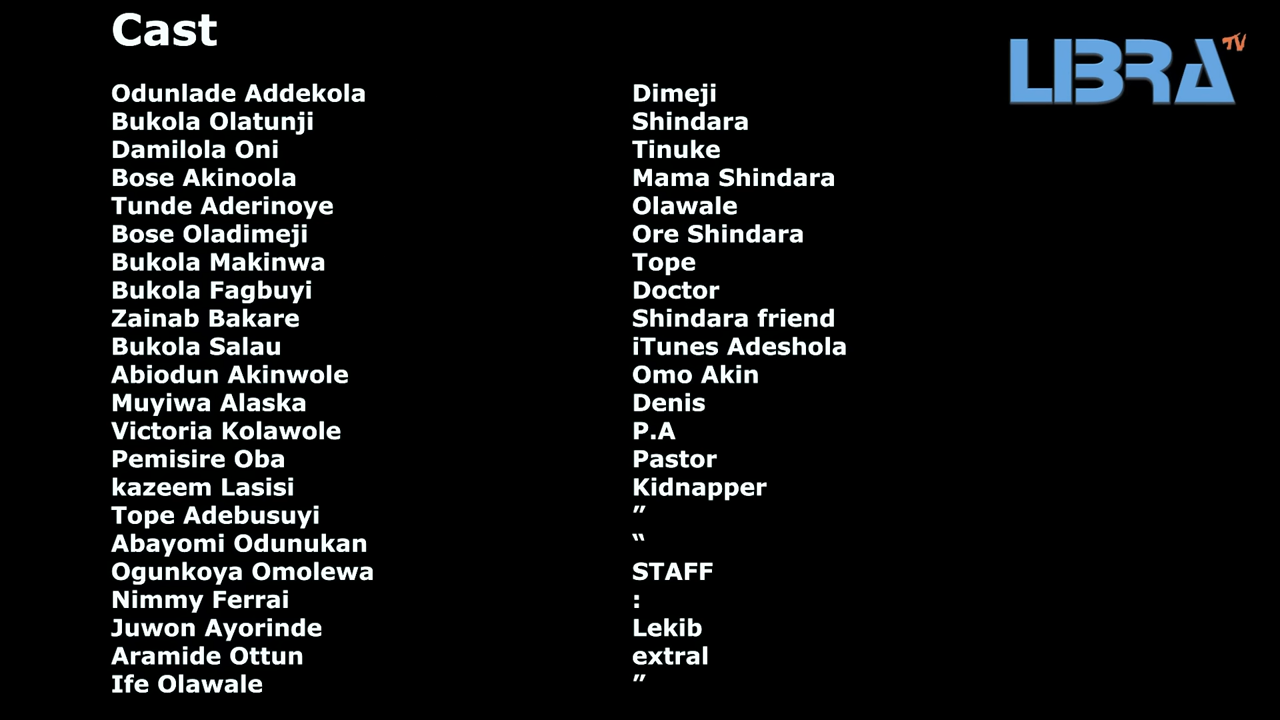 Cast
LIBRA TV
Odunlade Addekola Dimeji
Bukola Olatunji Shindara
Damilola Oni Tinuke
Bose Akinoola Mama Shindara
Tunde Aderinoye Olawale
Bose Oladimeji Ore Shindara
Bukola Makinwa Tope
Bukola Fagbuyi Doctor
Zainab Bakare Shindara friend
Bukola Salau iTunes Adeshola
Abiodun Akinwole Omo Akin
Muyiwa Alaska Denis
Victoria Kolawole P.A
Pemisire Oba Pastor
kazeem Lasisi Kidnapper
Tope Adebusuyi ”
Abayomi Odunukan “
Ogunkoya Omolewa STAFF
Nimmy Ferrai :
Juwon Ayorinde Lekib
Aramide Ottun extral
Ife Olawale ”